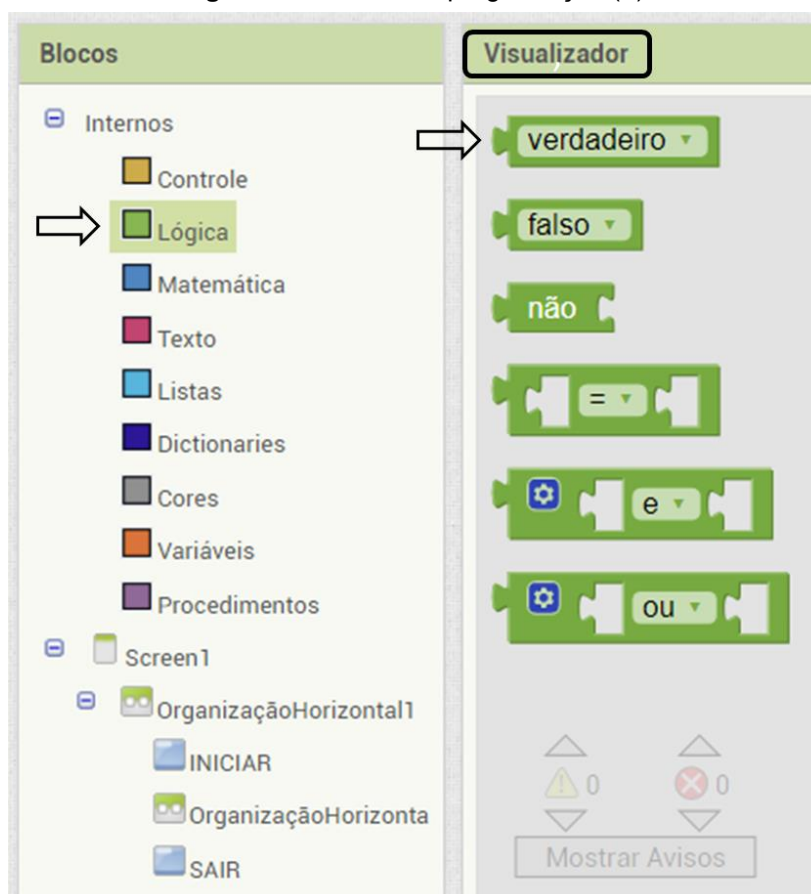 Blocos
Internos
Controle
Lógica
Matemática
Texto
Listas
Dictionaries
Cores
Variáveis
Procedimentos
Screen1
OrganizaçãoHorizontal1
INICIAR
OrganizaçãoHorizonta
SAIR
Visualizador
verdadeiro
falso
não
=
e
ou
0 0
Mostrar Avisos